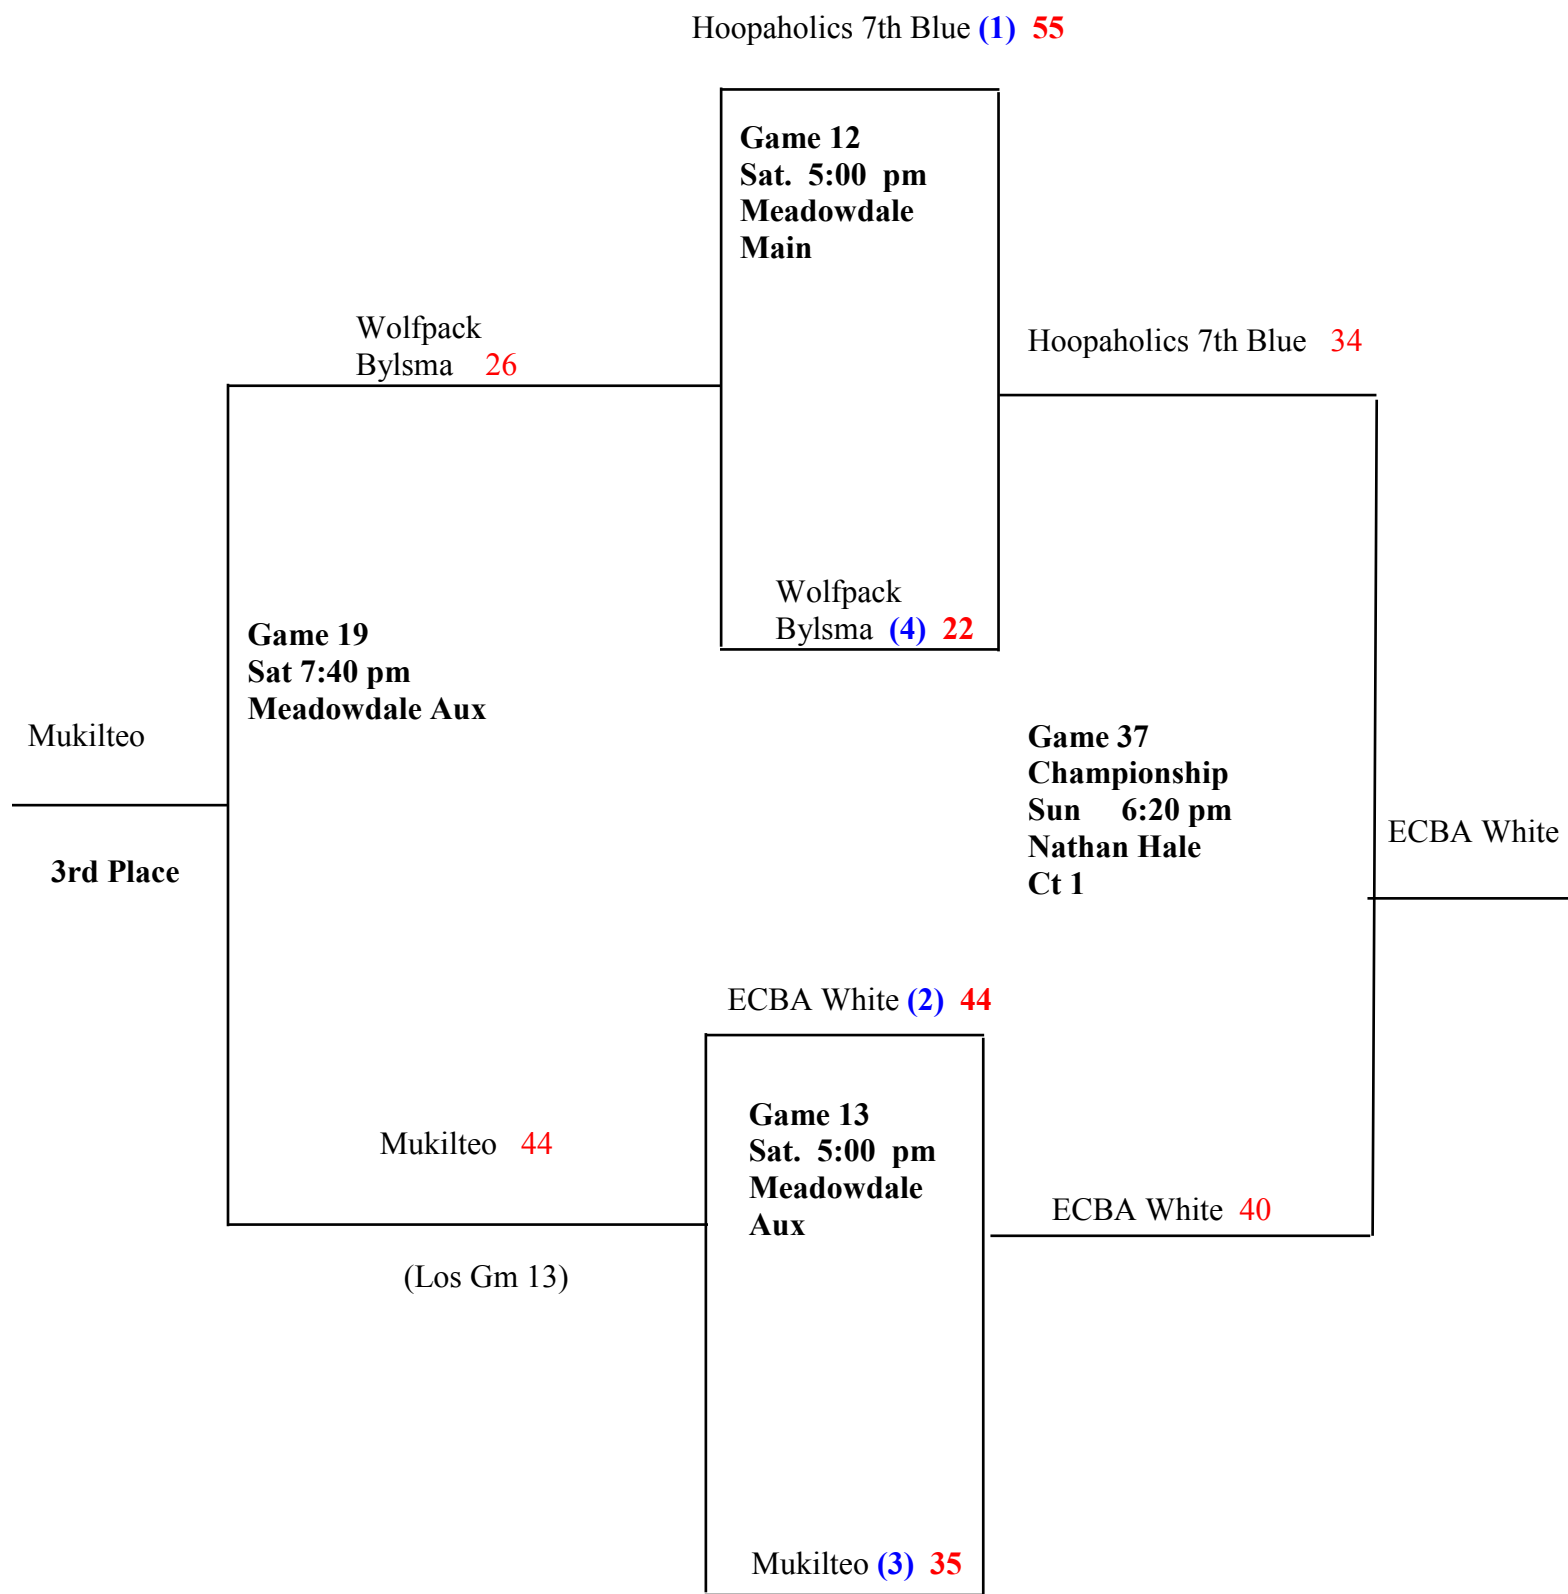 Hoopaholics 7th Blue (1) 55
Game 12
Sat. 5:00 pm
Meadowdale
Main
Wolfpack
Bylsma 26
Hoopaholics 7th Blue 34
Wolfpack
Bylsma (4) 22
Game 19
Sat 7:40 pm
Meadowdale Aux
Mukilteo
3rd Place
Game 37
Championship
Sun 6:20 pm
Nathan Hale
Ct 1
ECBA White
ECBA White (2) 44
Game 13
Sat. 5:00 pm
Meadowdale
Aux
Mukilteo 44
(Los Gm 13)
ECBA White 40
Mukilteo (3) 35